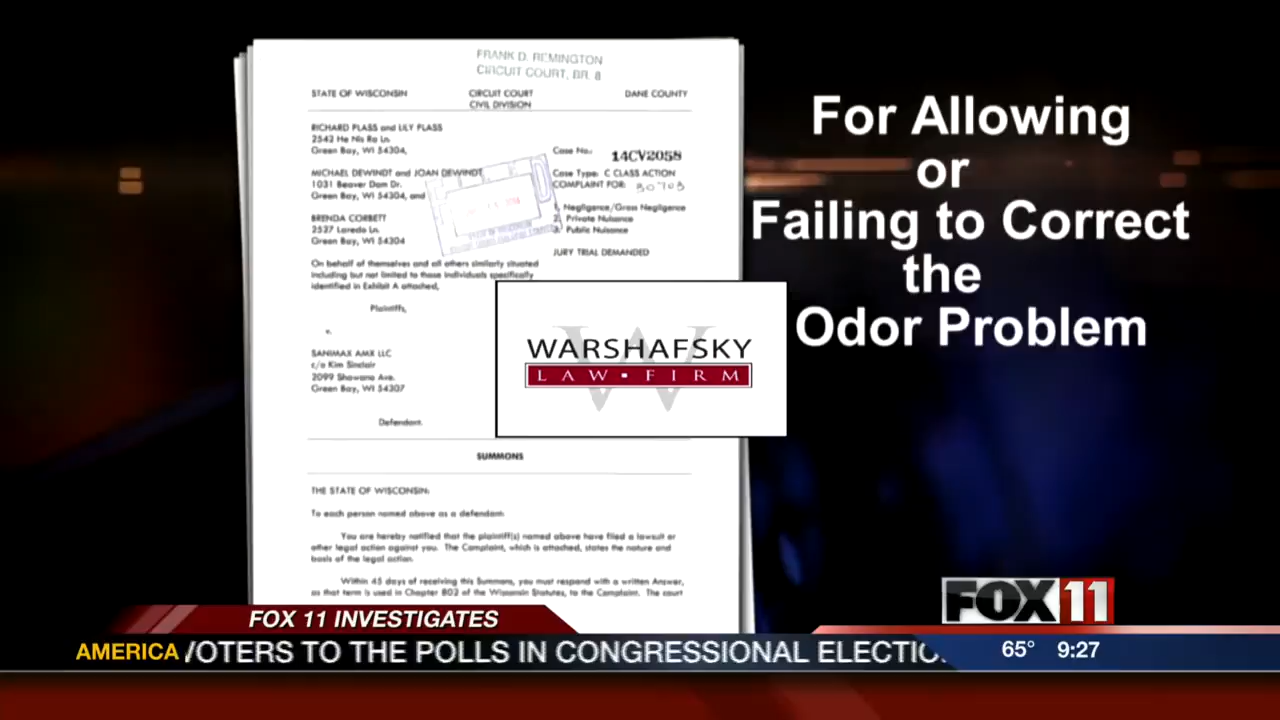 FRANK D. REMINGTON
CIRCUIT COURT, BR. 8
STATE OF WISCONSIN CIRCUIT COURT DANE COUNTY
CIVIL DIVISION
RICHARD PLASS and LILY PLASS
2542 He Nis Ra Ln.
Green Bay, WI 54304,
MICHAEL DEWINDT and JOAN DEWINDT
1031 Beaver Dam Dr.
Green Bay, WI 54304, and
BRENDA CORBETT
2537 Laredo Ln.
Green Bay, WI 54304
On behalf of themselves and all others similarly situated
including but not limited to those individuals specifically
identified in Exhibit A attached,
Plaintiffs,
v.
SANIMAX AMX LLC
c/o Kim Sinclair
2099 Shawano Ave.
Green Bay, WI 54307
Defendant.
Case No.: 14CV2058
Case Type: C CLASS ACTION
COMPLAINT FOR: 30703
1. Negligence/Gross Negligence
2. Private Nuisance
3. Public Nuisance
JURY TRIAL DEMANDED
SUMMONS
THE STATE OF WISCONSIN:
To each person named above as a defendant:
You are hereby notified that the plaintiff(s) named above have filed a lawsuit or
other legal action against you. The Complaint, which is attached, states the nature and
basis of the legal action.
Within 45 days of receiving this Summons, you must respond with a written Answer,
as that term is used in Chapter 802 of the Wisconsin Statutes, to the Complaint. The court
WARSHAFSKY
LAW • FIRM
For Allowing
or
Failing to Correct
the
Odor Problem
FOX 11
FOX 11 INVESTIGATES
AMERICA VOTERS TO THE POLLS IN CONGRESSIONAL ELECTIO
65° 9:27